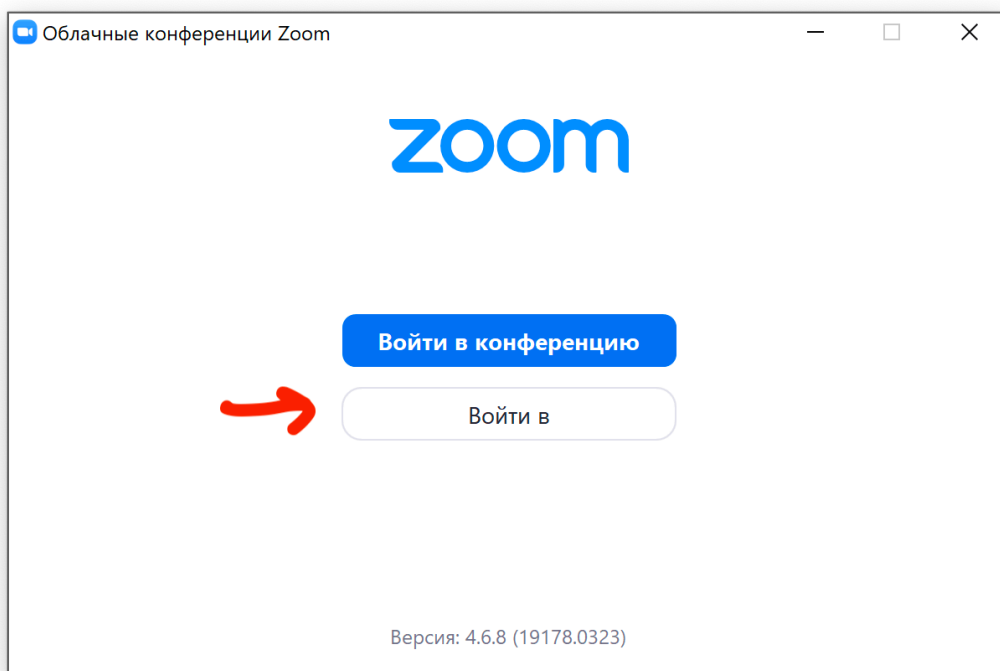 Облачные конференции Zoom
zoom
Войти в конференцию
Войти в
Версия: 4.6.8 (19178.0323)